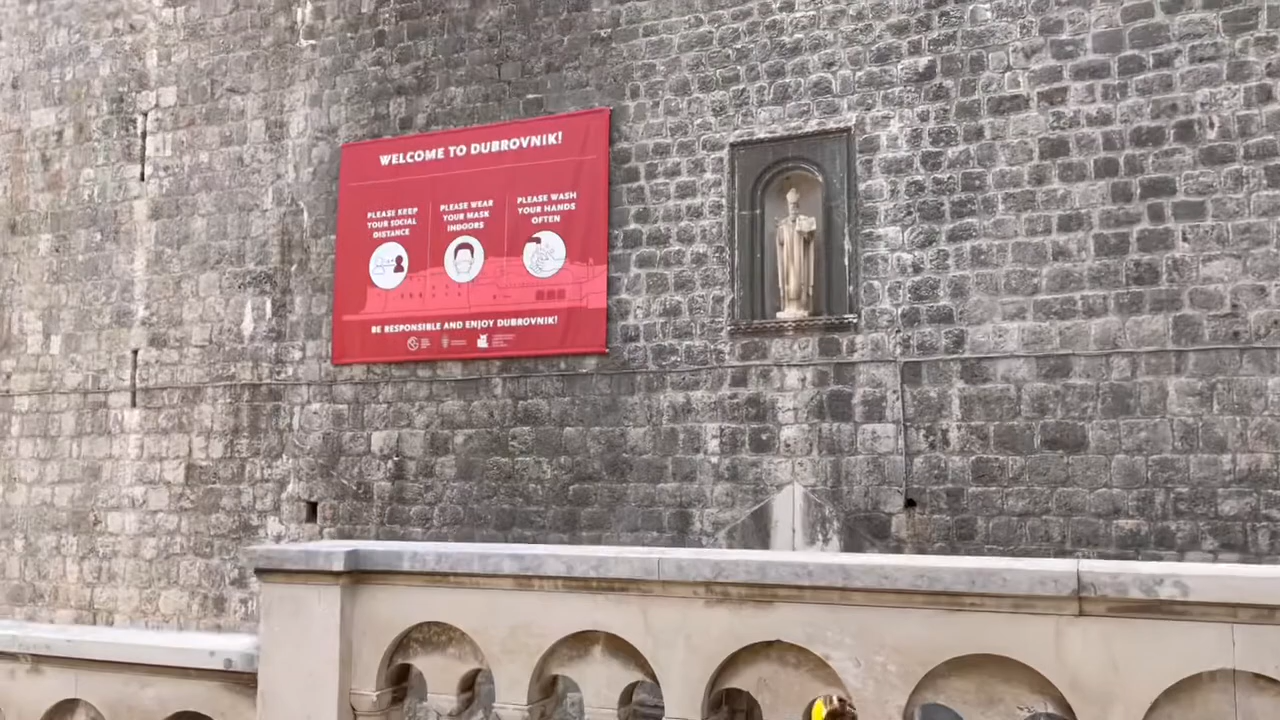 WELCOME TO DUBROVNIK!
PLEASE KEEP
YOUR SOCIAL
DISTANCE
PLEASE WEAR
YOUR MASK
INDOORS
PLEASE WASH
YOUR HANDS
OFTEN
BE RESPONSIBLE AND ENJOY DUBROVNIK!